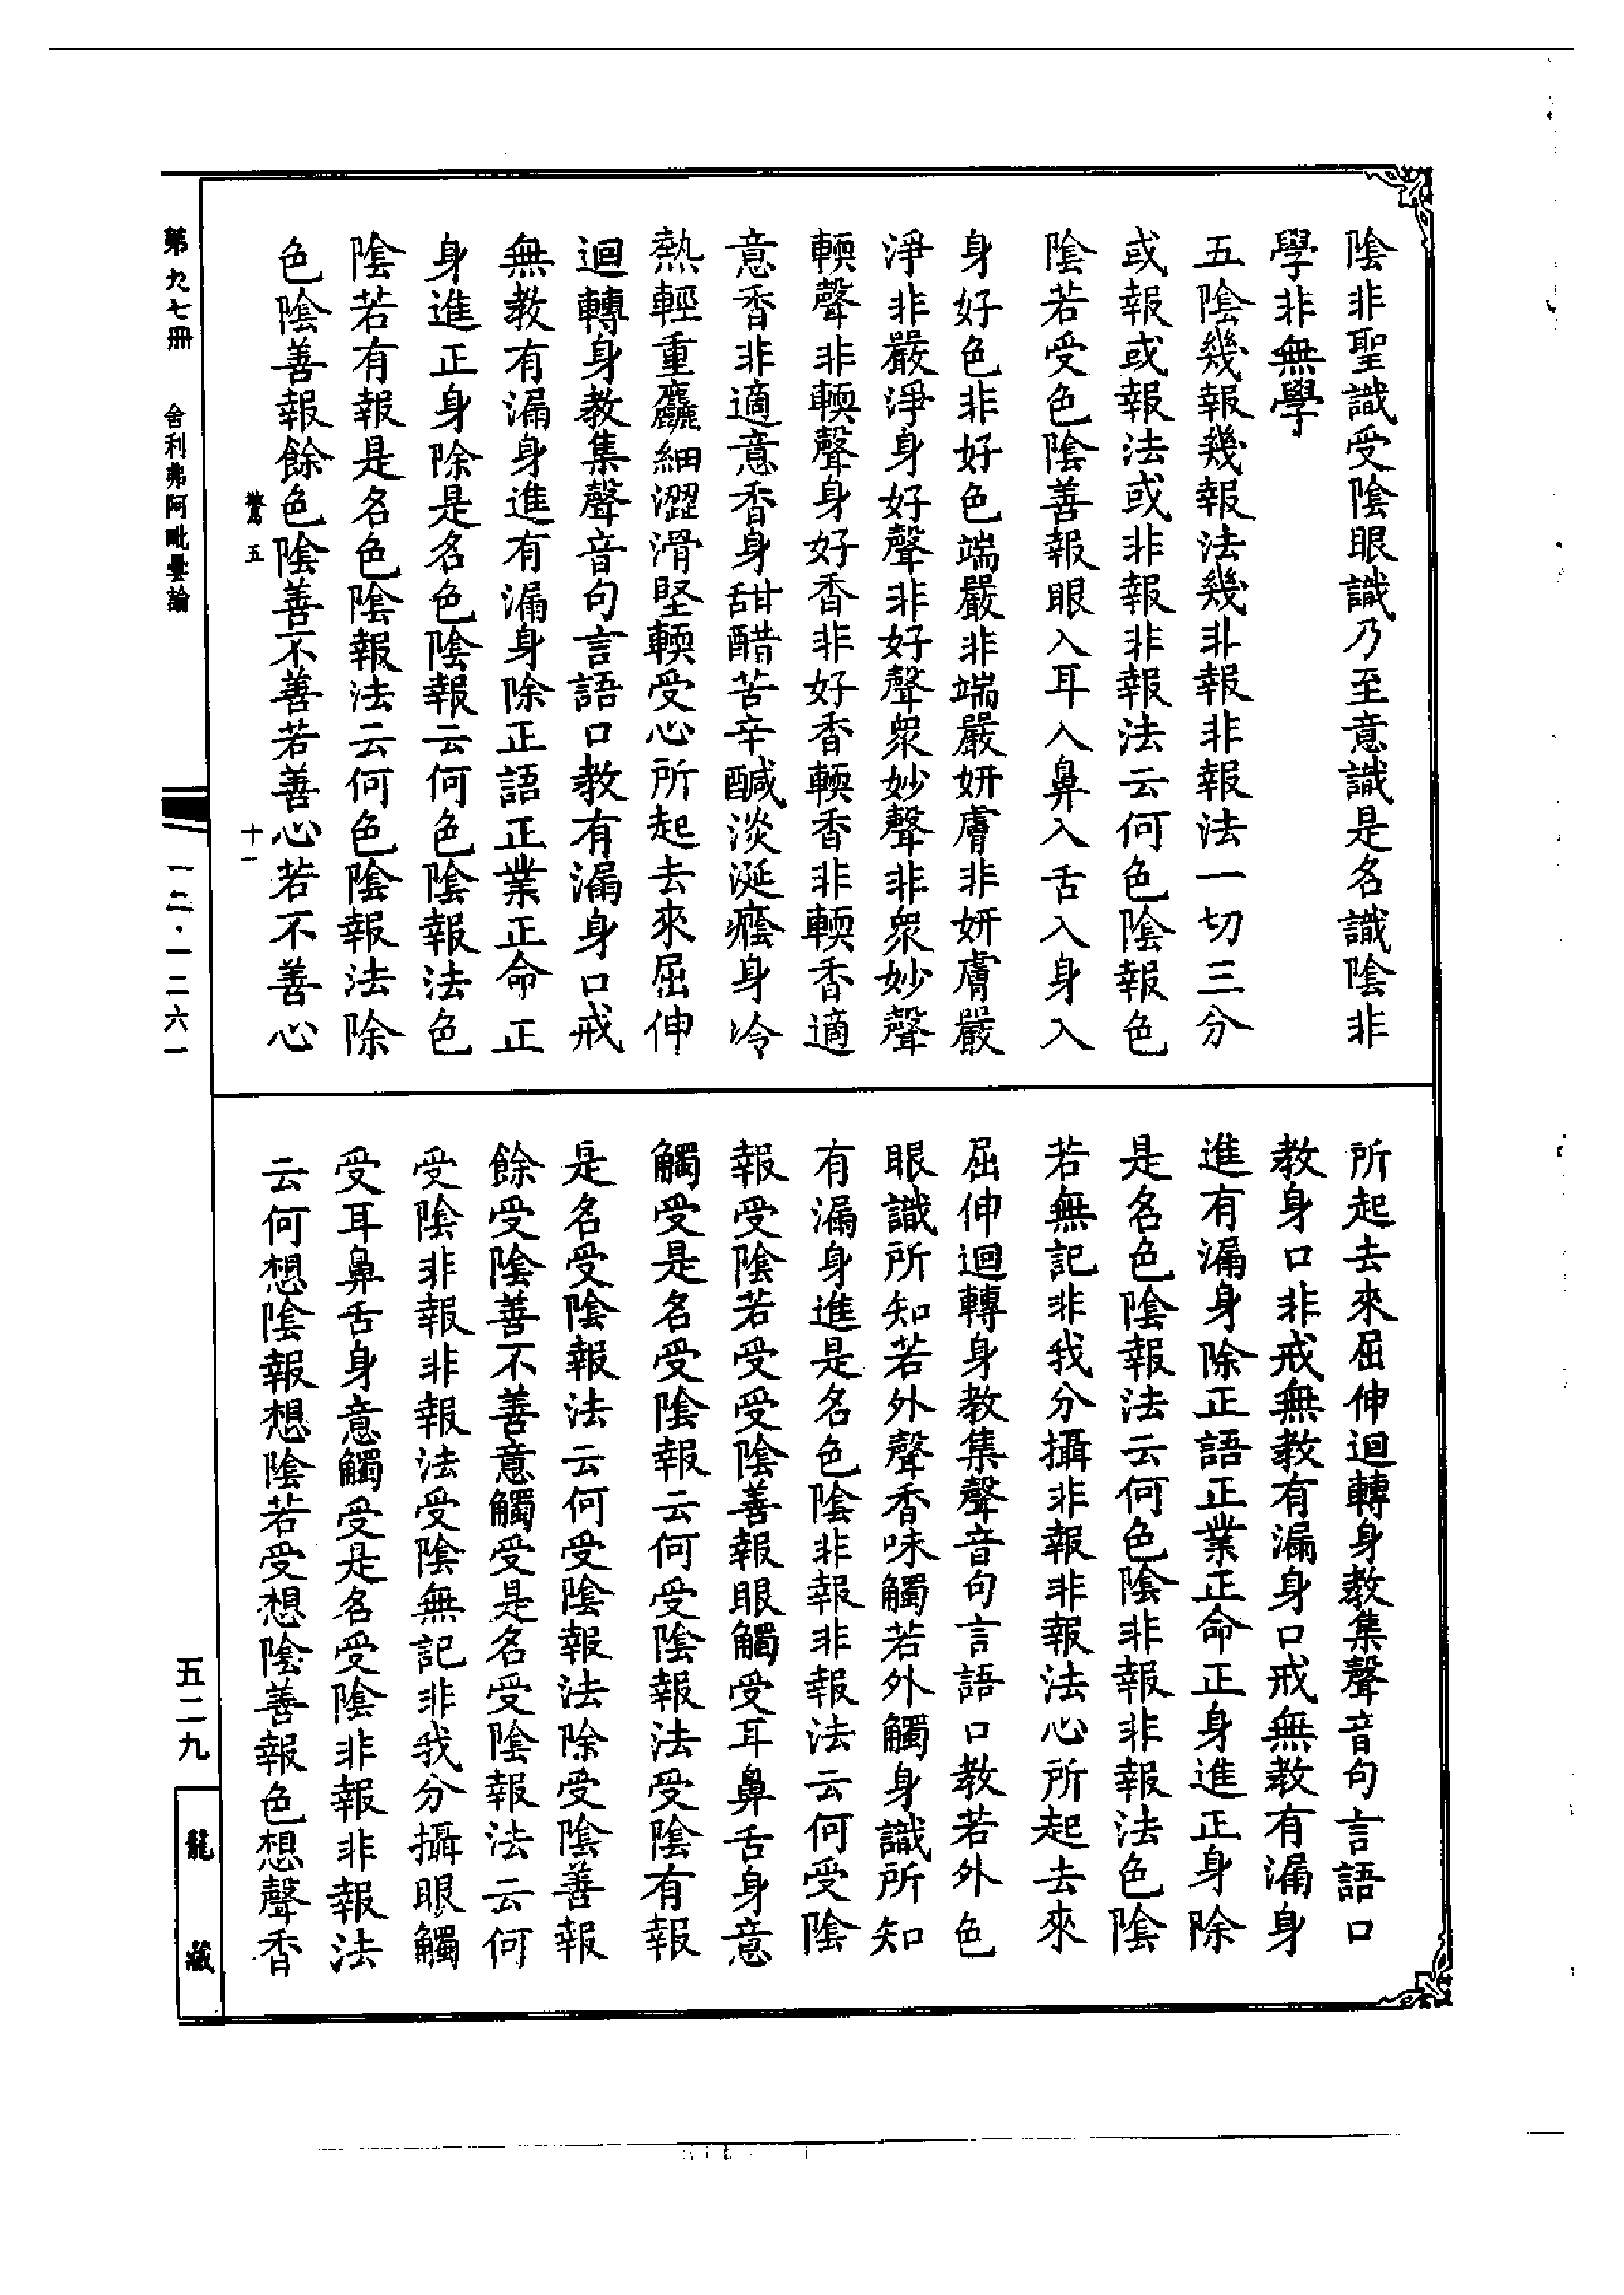 陰非聖識受陰眼識乃至意識是名識陰非
學非無學
五陰幾報幾報法幾非報非報法一切三分
或報或報法或非報非報法云何色陰報色
陰若受色陰善報眼入耳入鼻入舌入身入
身好色非好色端嚴非端嚴妍膚非妍膚嚴
淨非嚴淨身好聲非好聲眾妙聲非眾妙聲
輭聲非輭聲身好香非好香輭香非輭香適
意香非適意香身甜醋苦辛醎淡涎癊身冷
熱輕重麤細澀滑堅輭受心所起去來屈伸
迴轉身教集聲音句言語口教有漏身口戒
無教有漏身進有漏身除正語正業正命正
身進正身除是名色陰報云何色陰報法色
陰若有報是名色陰報法云何色陰報法除
色陰善報餘色陰善不善若善心若不善心
所起去來屈伸迴轉身教集聲音句言語口
教身口非戒無教有漏身口戒無教有漏身
進有漏身除正語正業正命正身進正身除
是名色陰報法云何色陰非報非報法色陰
若無記非我分攝非報非報法心所起去來
屈伸迴轉身教集聲音句言語口教若外色
眼識所知若外聲香味觸若外觸身識所知
有漏身進是名色陰非報非報法云何受陰
報受陰若受受陰善報眼觸受耳鼻舌身意
觸受是名受陰報云何受陰報法受陰有報
是名受陰報法云何受陰報法除受陰善報
餘受陰善不善意觸受是名受陰報法云何
受陰非報非報法受陰無記非我分攝眼觸
受耳鼻舌身意觸受是名受陰非報非報法
云何想陰報想陰若受想陰善報色想聲香
第九七冊
舍利弗阿毗曇論
五
十一
一二·一二六一
五二九
龍藏